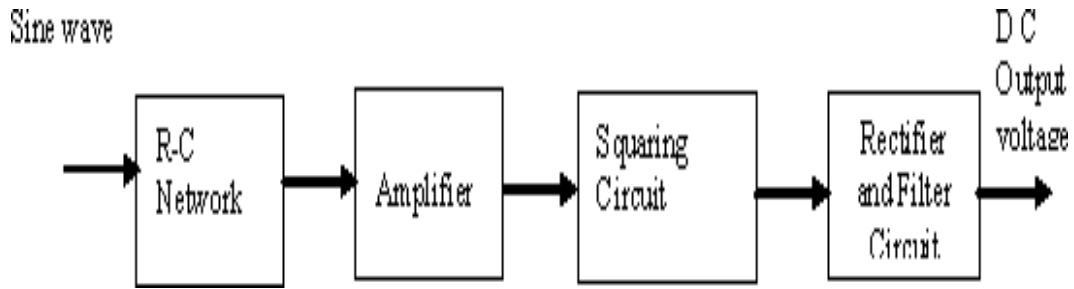 Sine wave
D C
Output
voltage
R-C
Network
Amplifier
Squaring
Circuit
Rectifier
and Filter
Circuit